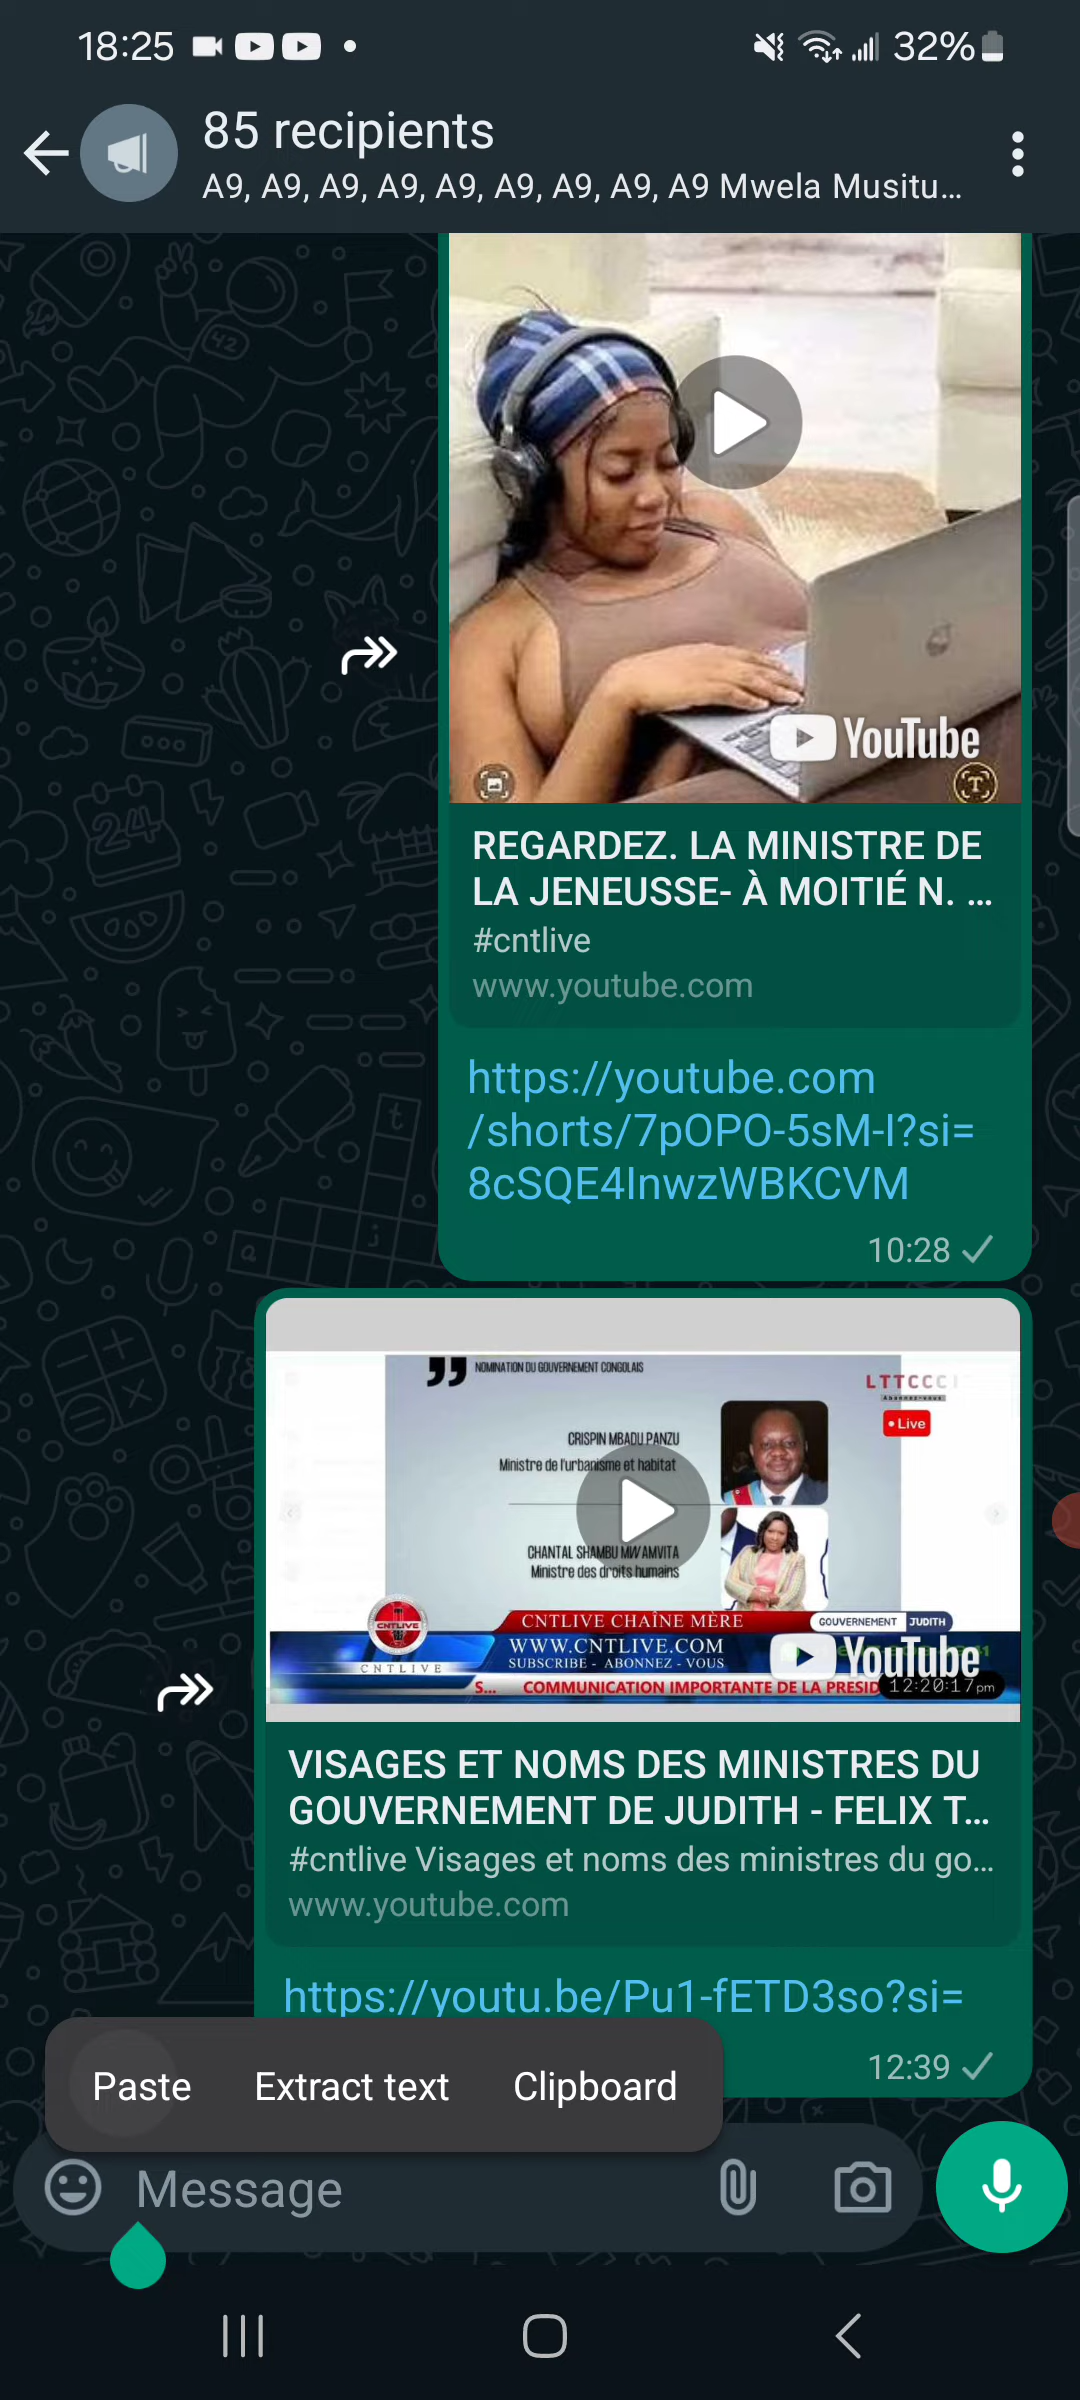 18:25
32%
85 recipients
A9, A9, A9, A9, A9, A9, A9, A9, A9 Mwela Musitu...
YouTube
T
REGARDEZ. LA MINISTRE DE
LA JENEUSSE- À MOITIÉ N. ...
#cntlive
www.youtube.com
https://youtube.com
/shorts/7pOPO-5sM-I?si=
8cSQE4InwzWBKCVM
10:28
NOMINATION DU GOUVERNEMENT CONGOLAIS
LTTCCC
Live
CRISPIN MBADU PANZU
Ministre de l'urbanisme et habitat
CHANTAL SHAMBU MWAMVITA
Ministre des droits humains
CNTLIVE
CNTLIVE
CNTLIVE CHAÎNE MÈRE
GOUVERNEMENT JUDITH
WWW.CNTLIVE.COM
SUBSCRIBE - ABONNEZ - VOUS
YouTube
S... COMMUNICATION IMPORTANTE DE LA PRESID
12:20:17pm
VISAGES ET NOMS DES MINISTRES DU
GOUVERNEMENT DE JUDITH - FELIX T...
#cntlive Visages et noms des ministres du go...
www.youtube.com
https://youtu.be/Pu1-fETD3so?si=
12:39
Paste Extract text Clipboard
Message